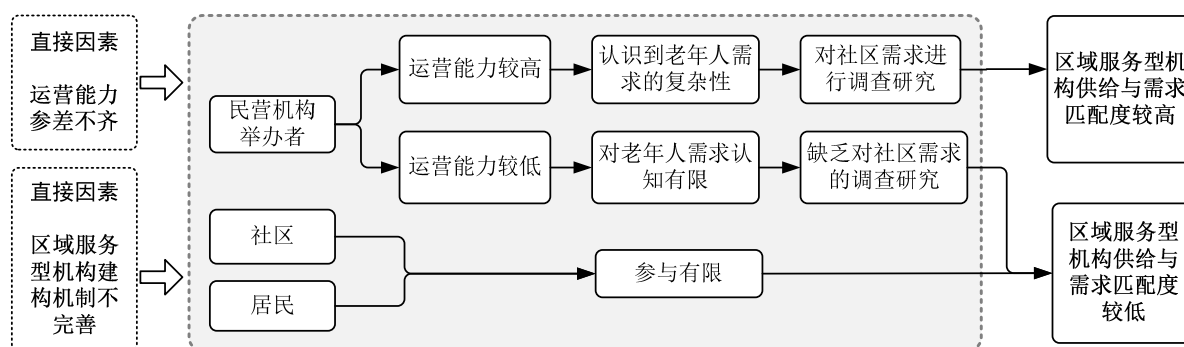 直接因素
运营能力
参差不齐
直接因素
区域服务
型机构建
构机制不
完善
民营机构
举办者
运营能力较高
认识到老年人需
求的复杂性
对社区需求进
行调查研究
运营能力较低
对老年人需求认
知有限
缺乏对社区需求
的调查研究
社区
居民
参与有限
区域服务型机
构供给与需求
匹配度较高
区域服务型
机构供给与
需求匹配度
较低